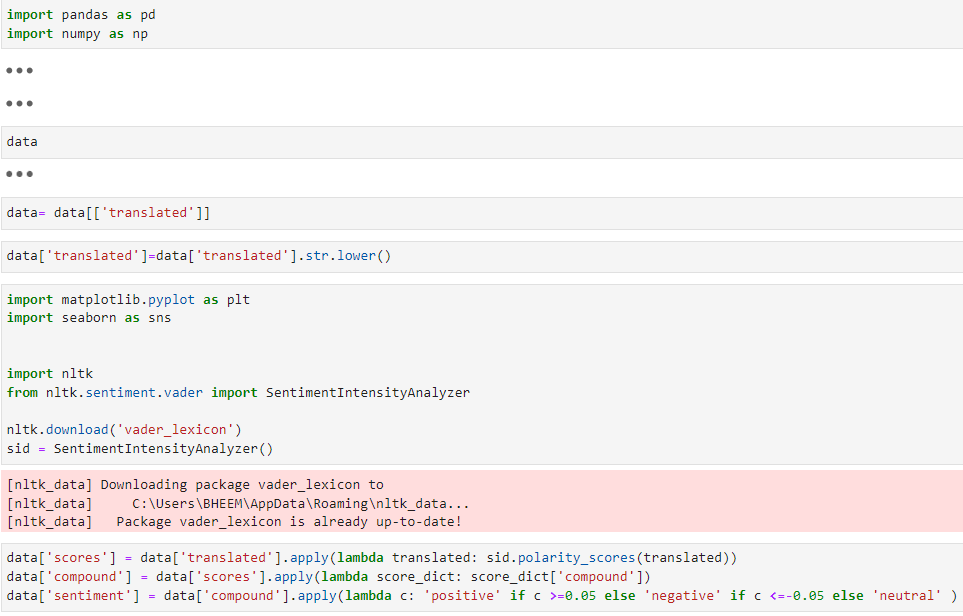 import pandas as pd
import numpy as np
•••
•••
data
•••
data= data[['translated']]
data['translated']=data['translated'].str.lower()
import matplotlib.pyplot as plt
import seaborn as sns
import nltk
from nltk.sentiment.vader import SentimentIntensityAnalyzer
nltk.download('vader_lexicon')
sid = SentimentIntensityAnalyzer()
[nltk_data] Downloading package vader_lexicon to
[nltk_data]     C:\Users\BHEEM\AppData\Roaming\nltk_data...
[nltk_data]   Package vader_lexicon is already up-to-date!
data['scores'] = data['translated'].apply(lambda translated: sid.polarity_scores(translated))
data['compound'] = data['scores'].apply(lambda score_dict: score_dict['compound'])
data['sentiment'] = data['compound'].apply(lambda c: 'positive' if c >=0.05 else 'negative' if c <=-0.05 else 'neutral' )